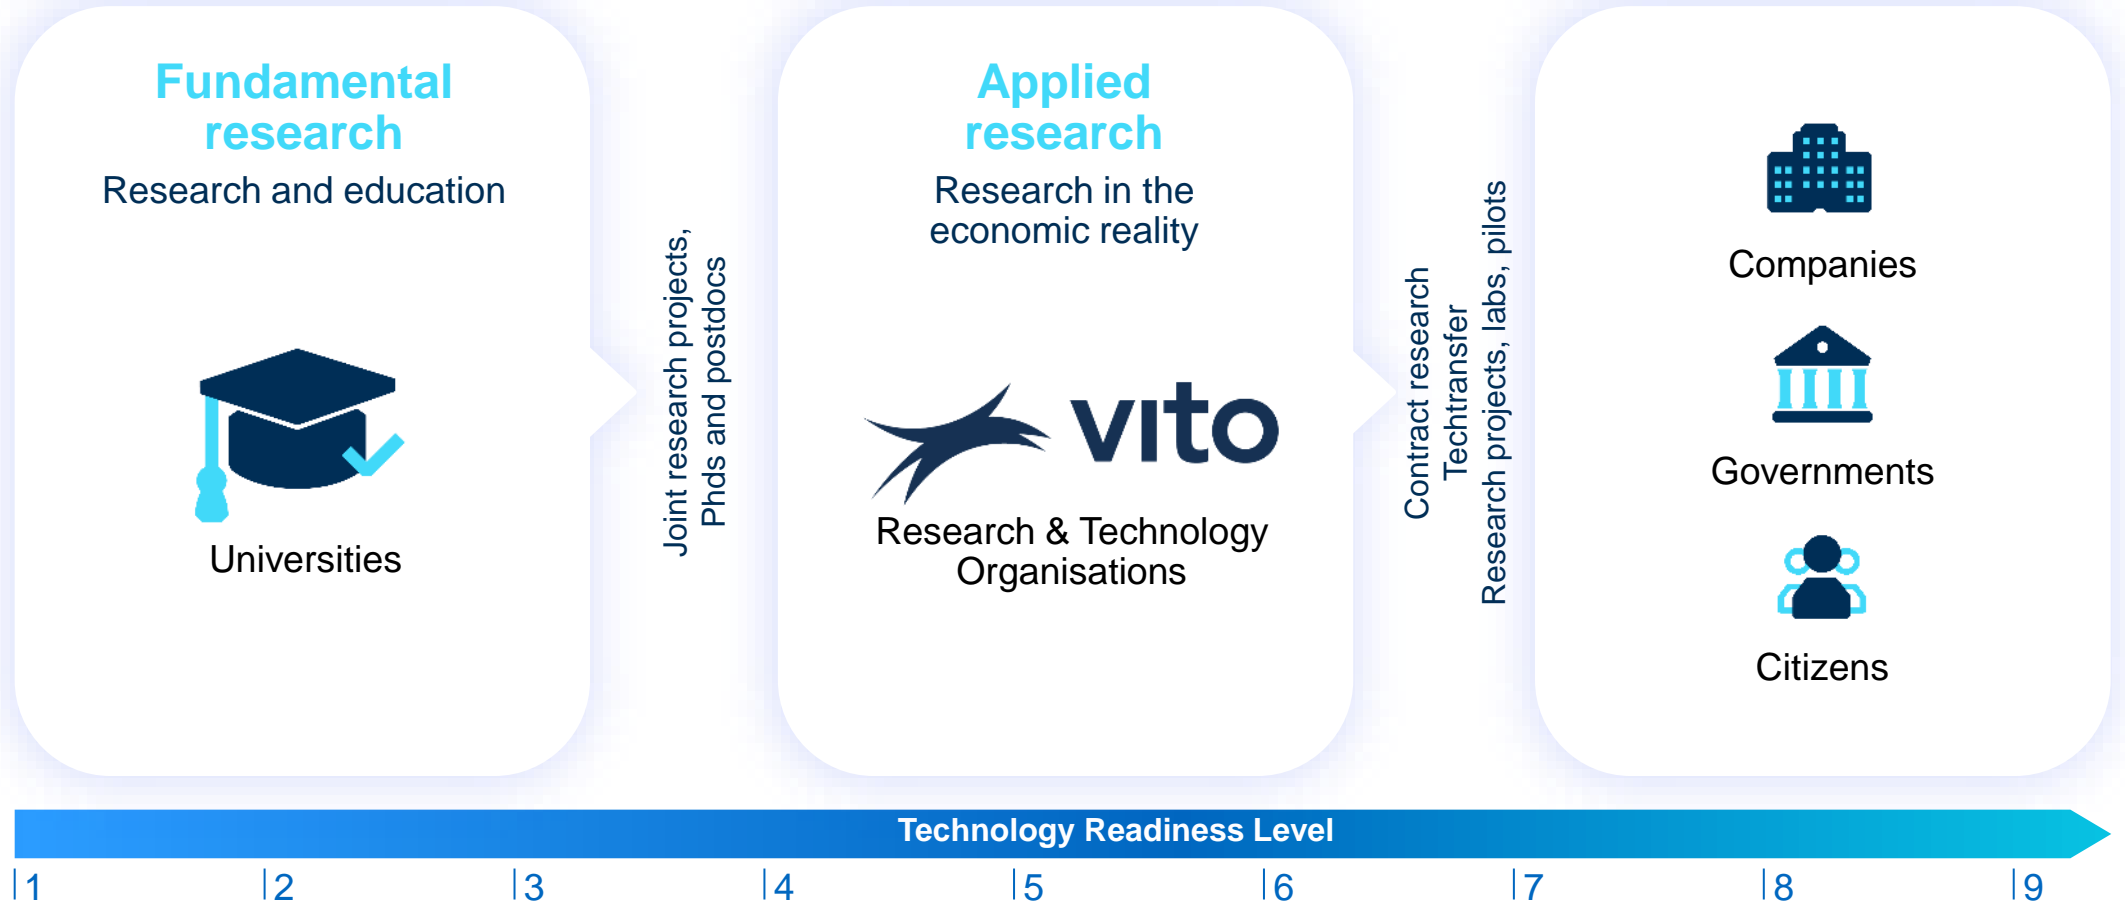 Fundamental
research
Research and education
Universities
Joint research projects,
Phds and postdocs
Applied
research
Research in the
economic reality
vito
Research & Technology
Organisations
Contract research
Techtransfer
Research projects, labs, pilots
Companies
Governments
Citizens
Technology Readiness Level
1 2 3 4 5 6 7 8 9